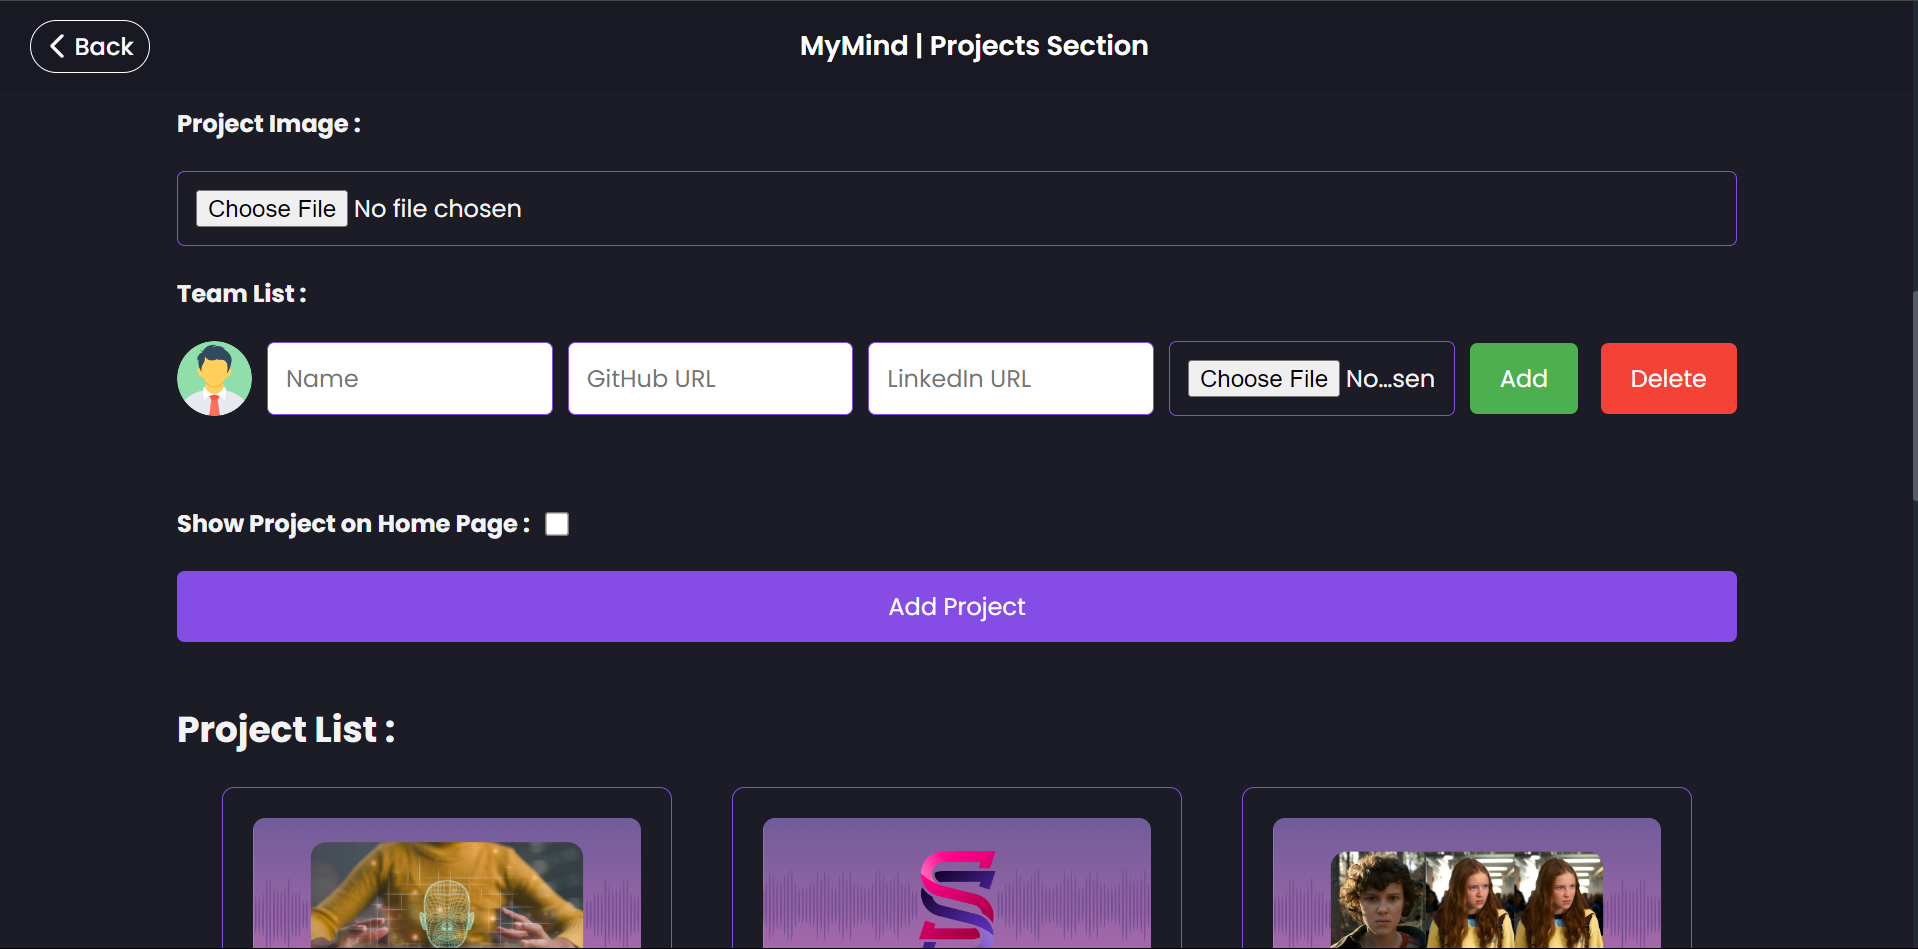 Back
MyMind | Projects Section
Project Image :
Choose File No file chosen
Team List :
Name GitHub URL LinkedIn URL Choose File No...sen Add Delete
Show Project on Home Page :
Add Project
Project List :